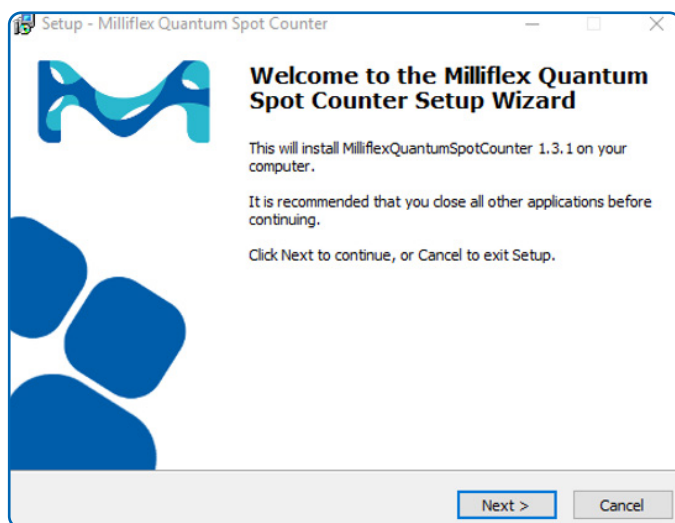 Setup - Milliflex Quantum Spot Counter
Welcome to the Milliflex Quantum
Spot Counter Setup Wizard
This will install MilliflexQuantumSpotCounter 1.3.1 on your
computer.
It is recommended that you close all other applications before
continuing.
Click Next to continue, or Cancel to exit Setup.
Next >
Cancel